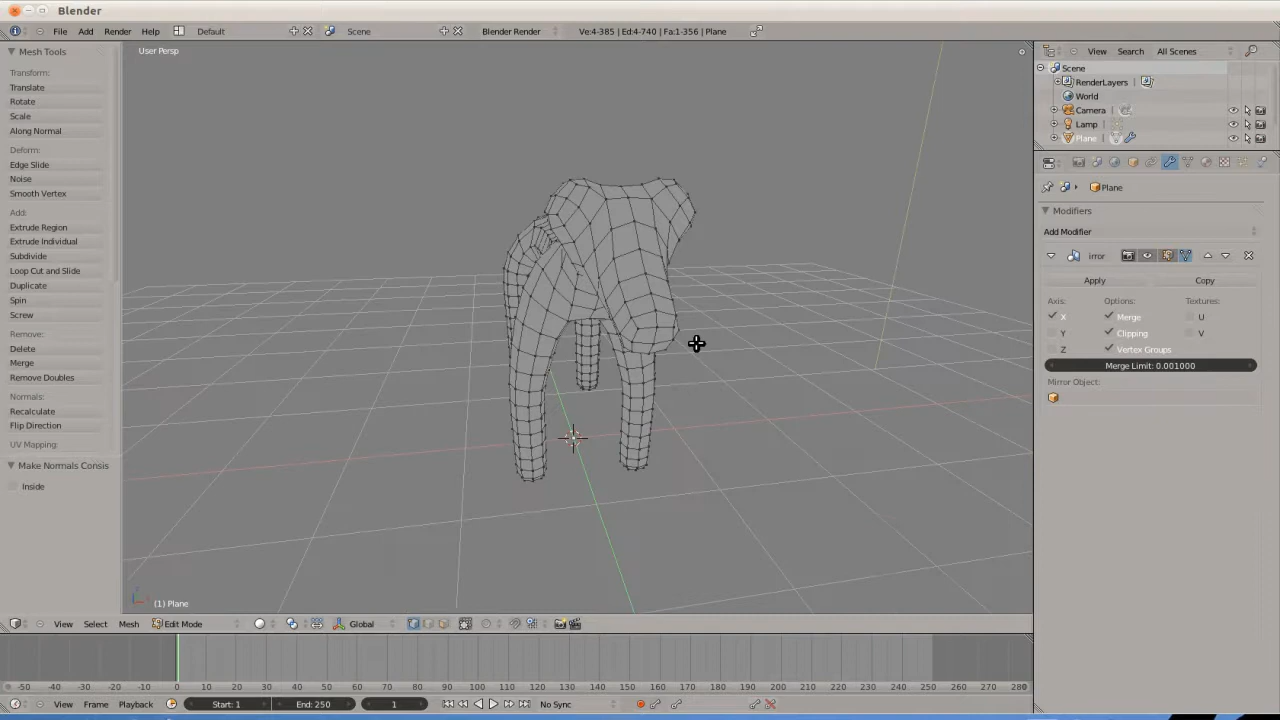 Blender
File Add Render Help Default Scene Blender Render Ve:4-385 | Ed:4-740 | Fa:1-356 | Plane
Mesh Tools
Transform:
Translate
Rotate
Scale
Along Normal
Deform:
Edge Slide
Noise
Smooth Vertex
Add:
Extrude Region
Extrude Individual
Subdivide
Loop Cut and Slide
Duplicate
Spin
Screw
Remove:
Delete
Merge
Remove Doubles
Normals:
Recalculate
Flip Direction
UV Mapping:
Make Normals Consis
Inside
User Persp
(1) Plane
View Select Mesh Edit Mode Global
View Search All Scenes
Scene
RenderLayers
World
Camera
Lamp
Plane
Plane
Modifiers
Add Modifier
irror
Apply Copy
Axis: Options: Textures:
X Merge U
Y Clipping V
Z Vertex Groups
Merge Limit: 0.001000
Mirror Object:
-50 -40 -30 -20 -10 0 10 20 30 40 50 60 70 80 90 100 110 120 130 140 150 160 170 180 190 200 210 220 230 240 250 260 270 280
View Frame Playback Start: 1 End: 250 1 No Sync